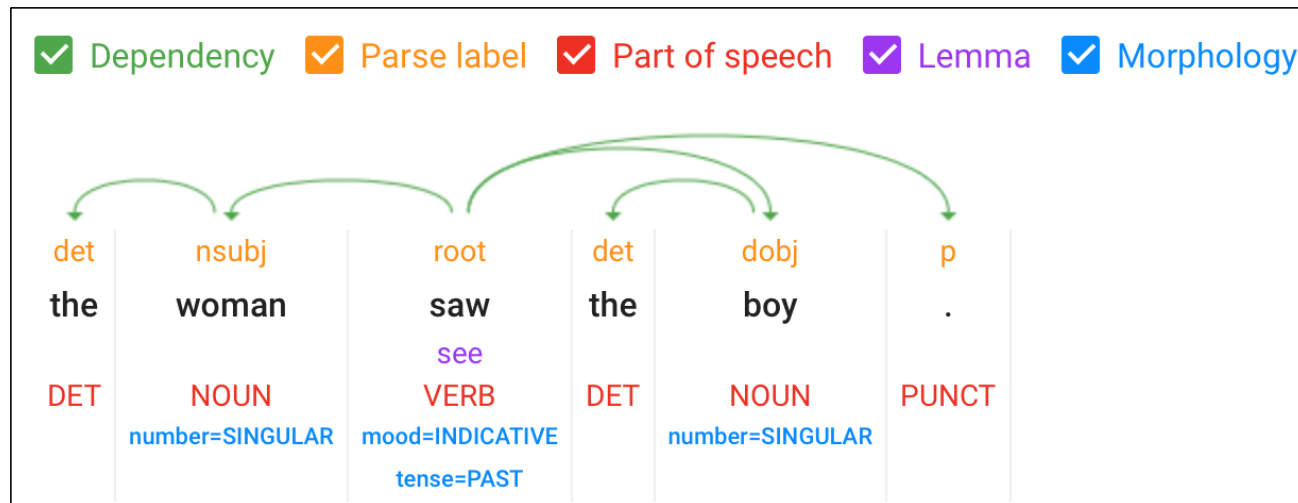 Dependency Parse label Part of speech Lemma Morphology
det nsubj root det dobj p
the woman saw the boy .
see
DET NOUN VERB DET NOUN PUNCT
number=SINGULAR mood=INDICATIVE number=SINGULAR
tense=PAST